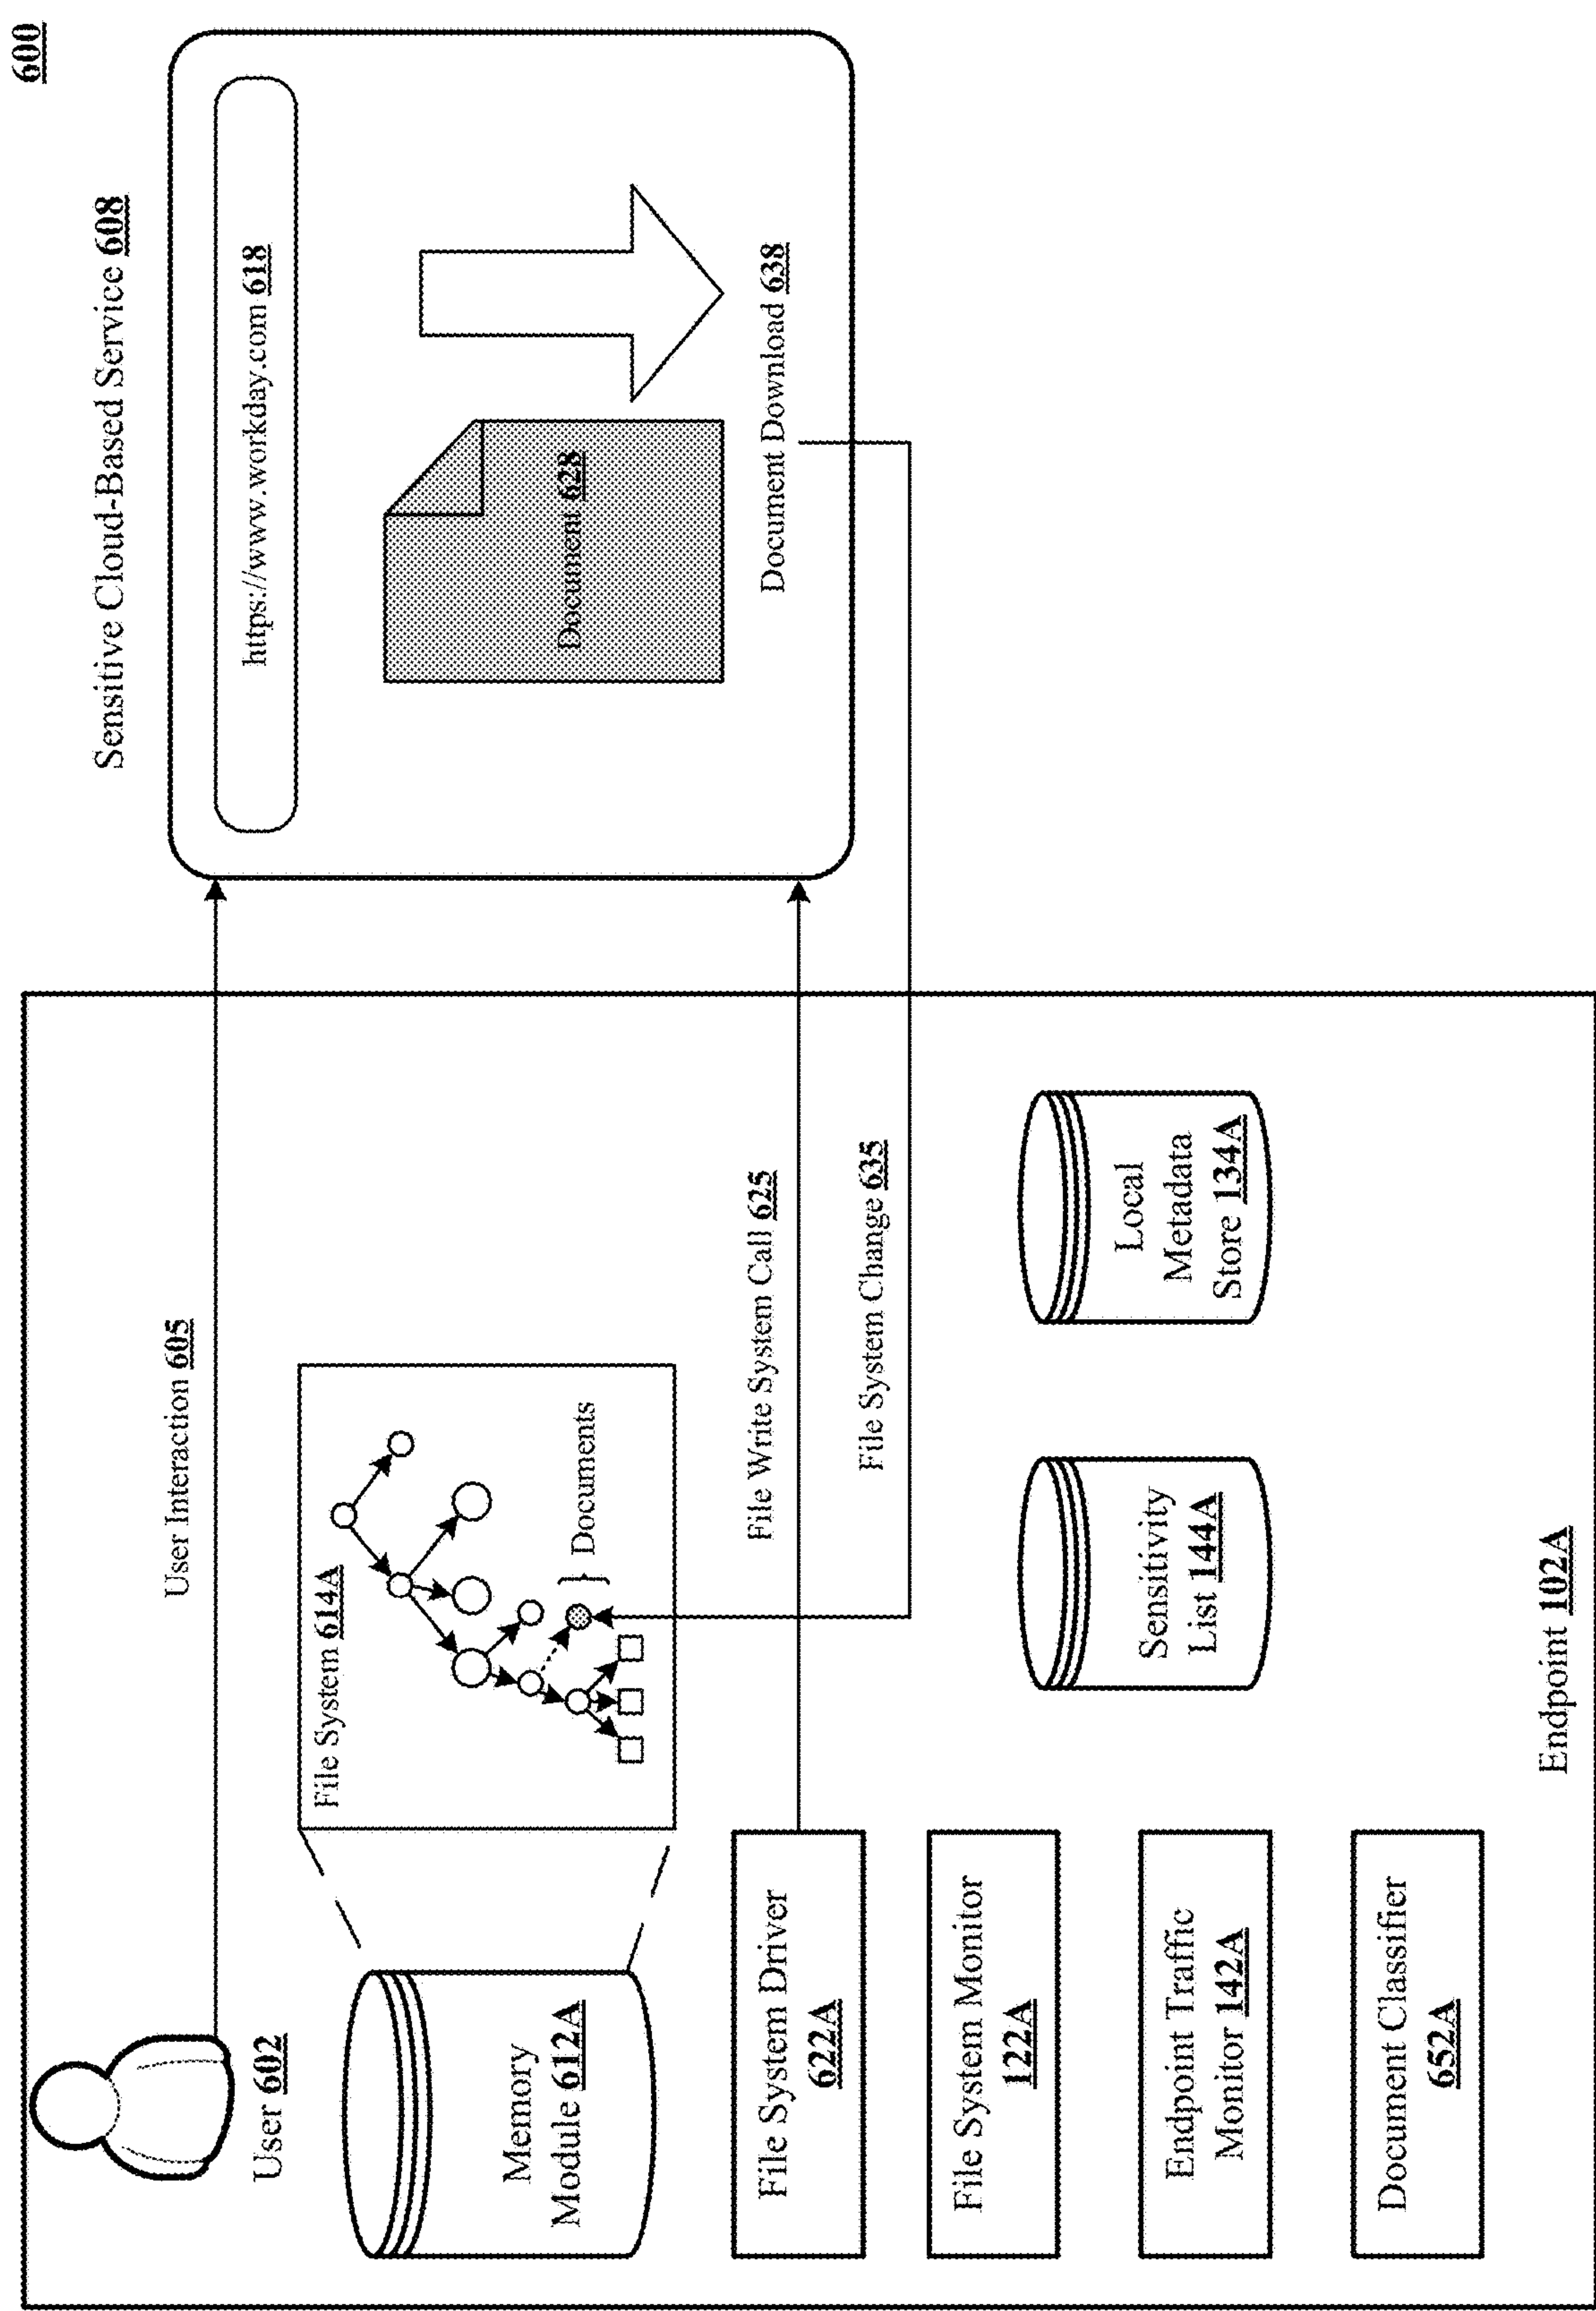 600
Sensitive Cloud-Based Service 608
https://www.workday.com 618
Document 628
Document Download 638
User Interaction 605
User 602
File System 614A
Documents
Memory
Module 612A
File Write System Call 625
File System Change 635
File System Driver
622A
File System Monitor
122A
Endpoint Traffic
Monitor 142A
Document Classifier
652A
Sensitivity
List 144A
Local
Metadata
Store 134A
Endpoint 102A